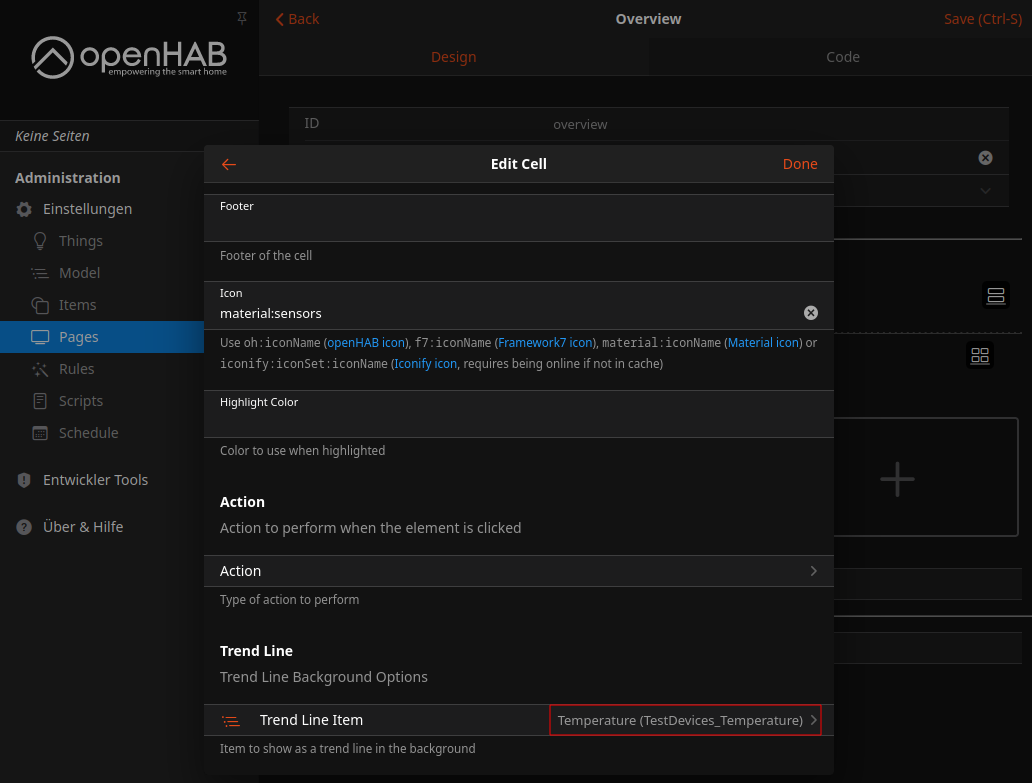 Back
Overview
Save (Ctrl-S)
openHAB
empowering the smart home
Design
Code
ID
overview
Keine Seiten
Administration
Einstellungen
Things
Model
Items
Pages
Rules
Scripts
Schedule
Entwickler Tools
Über & Hilfe
Edit Cell
Done
Footer
Footer of the cell
Icon
material:sensors
Use oh:iconName (openHAB icon), f7:iconName (Framework7 icon), material:iconName (Material icon) or
iconify:iconSet:iconName (Iconify icon, requires being online if not in cache)
Highlight Color
Color to use when highlighted
Action
Action to perform when the element is clicked
Action
Type of action to perform
Trend Line
Trend Line Background Options
Trend Line Item
Temperature (TestDevices_Temperature)
Item to show as a trend line in the background